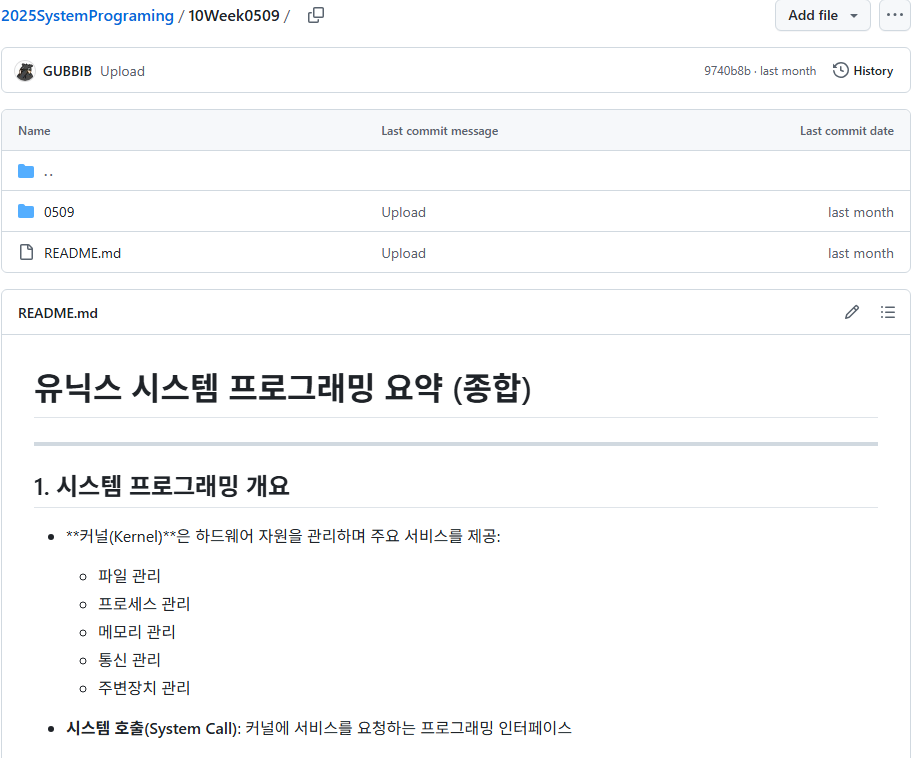 2025SystemPrograming / 10Week0509 /
Add file
GUBBIB Upload
9740b8b · last month
History
Name Last commit message Last commit date
..
0509 Upload last month
README.md Upload last month
README.md
유닉스 시스템 프로그래밍 요약 (종합)
1. 시스템 프로그래밍 개요
**커널(Kernel)**은 하드웨어 자원을 관리하며 주요 서비스를 제공:
파일 관리
프로세스 관리
메모리 관리
통신 관리
주변장치 관리
시스템 호출(System Call): 커널에 서비스를 요청하는 프로그래밍 인터페이스